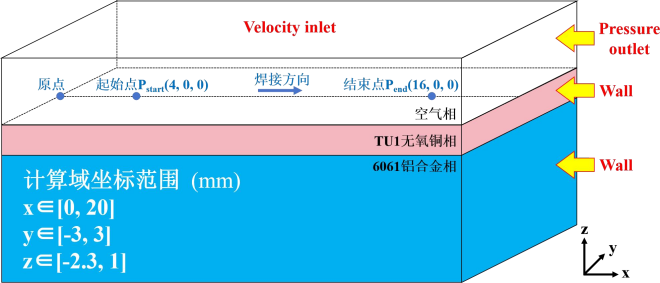 Velocity inlet
Pressure
outlet
原点
起始点Pstart(4, 0, 0)
焊接方向
结束点Pend(16, 0, 0)
空气相
Wall
TU1无氧铜相
6061铝合金相
Wall
计算域坐标范围 (mm)
x∈[0, 20]
y∈[-3, 3]
z∈[-2.3, 1]
z
y
x